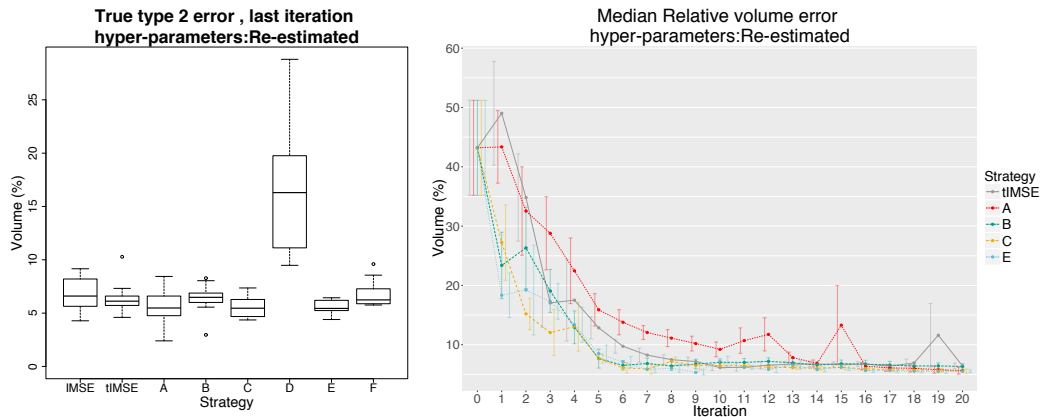 True type 2 error , last iteration
hyper-parameters:Re-estimated
Volume (%)
25
20
15
10
5
0
IMSE tIMSE A B C D E F
Strategy
Median Relative volume error
hyper-parameters:Re-estimated
Volume (%)
60
50
40
30
20
10
0 1 2 3 4 5 6 7 8 9 10 11 12 13 14 15 16 17 18 19 20
Iteration
Strategy
tIMSE
A
B
C
E